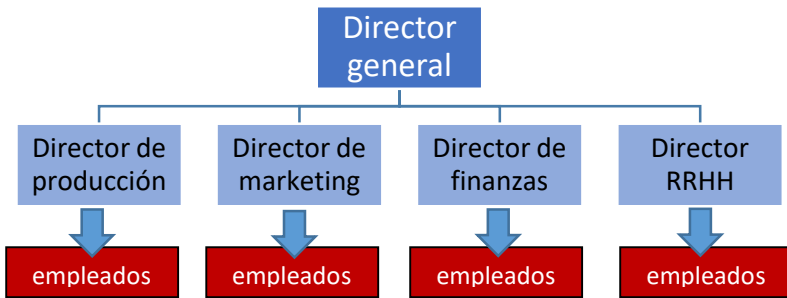 Director
general
Director de
producción
Director de
marketing
Director de
finanzas
Director
RRHH
empleados
empleados
empleados
empleados